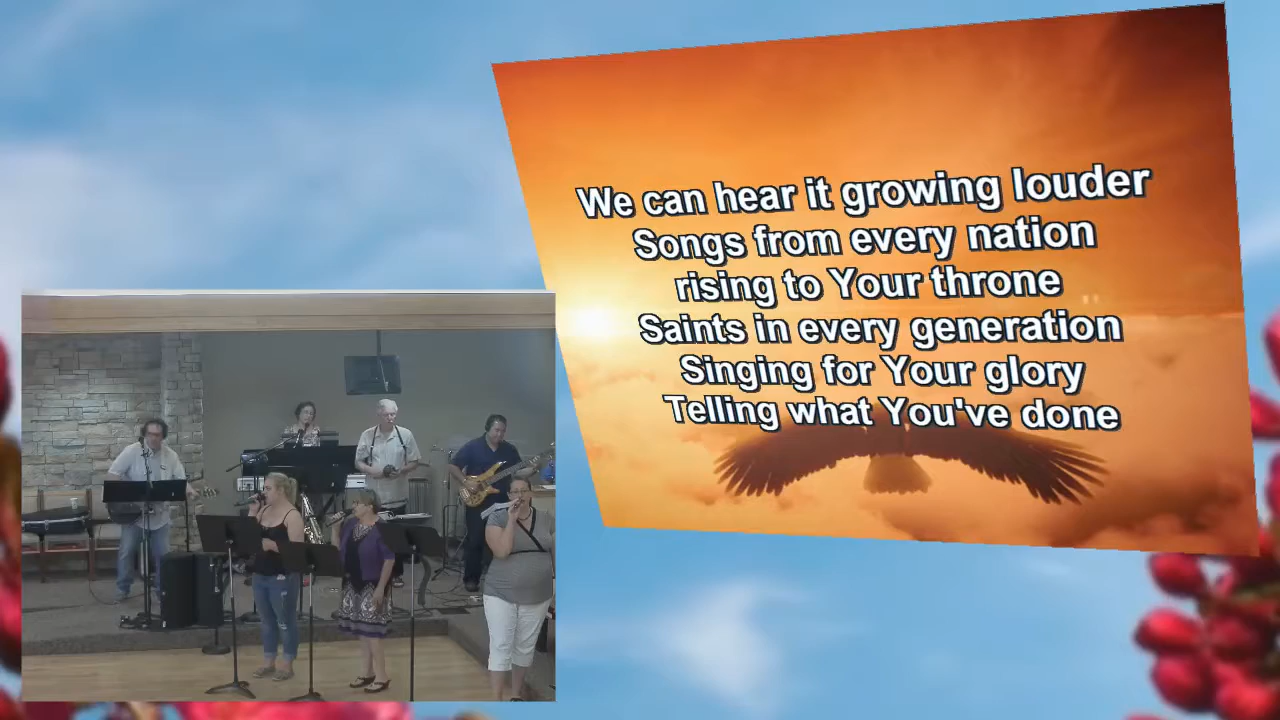 We can hear it growing louder
Songs from every nation
rising to Your throne
Saints in every generation
Singing for Your glory
Telling what You've done